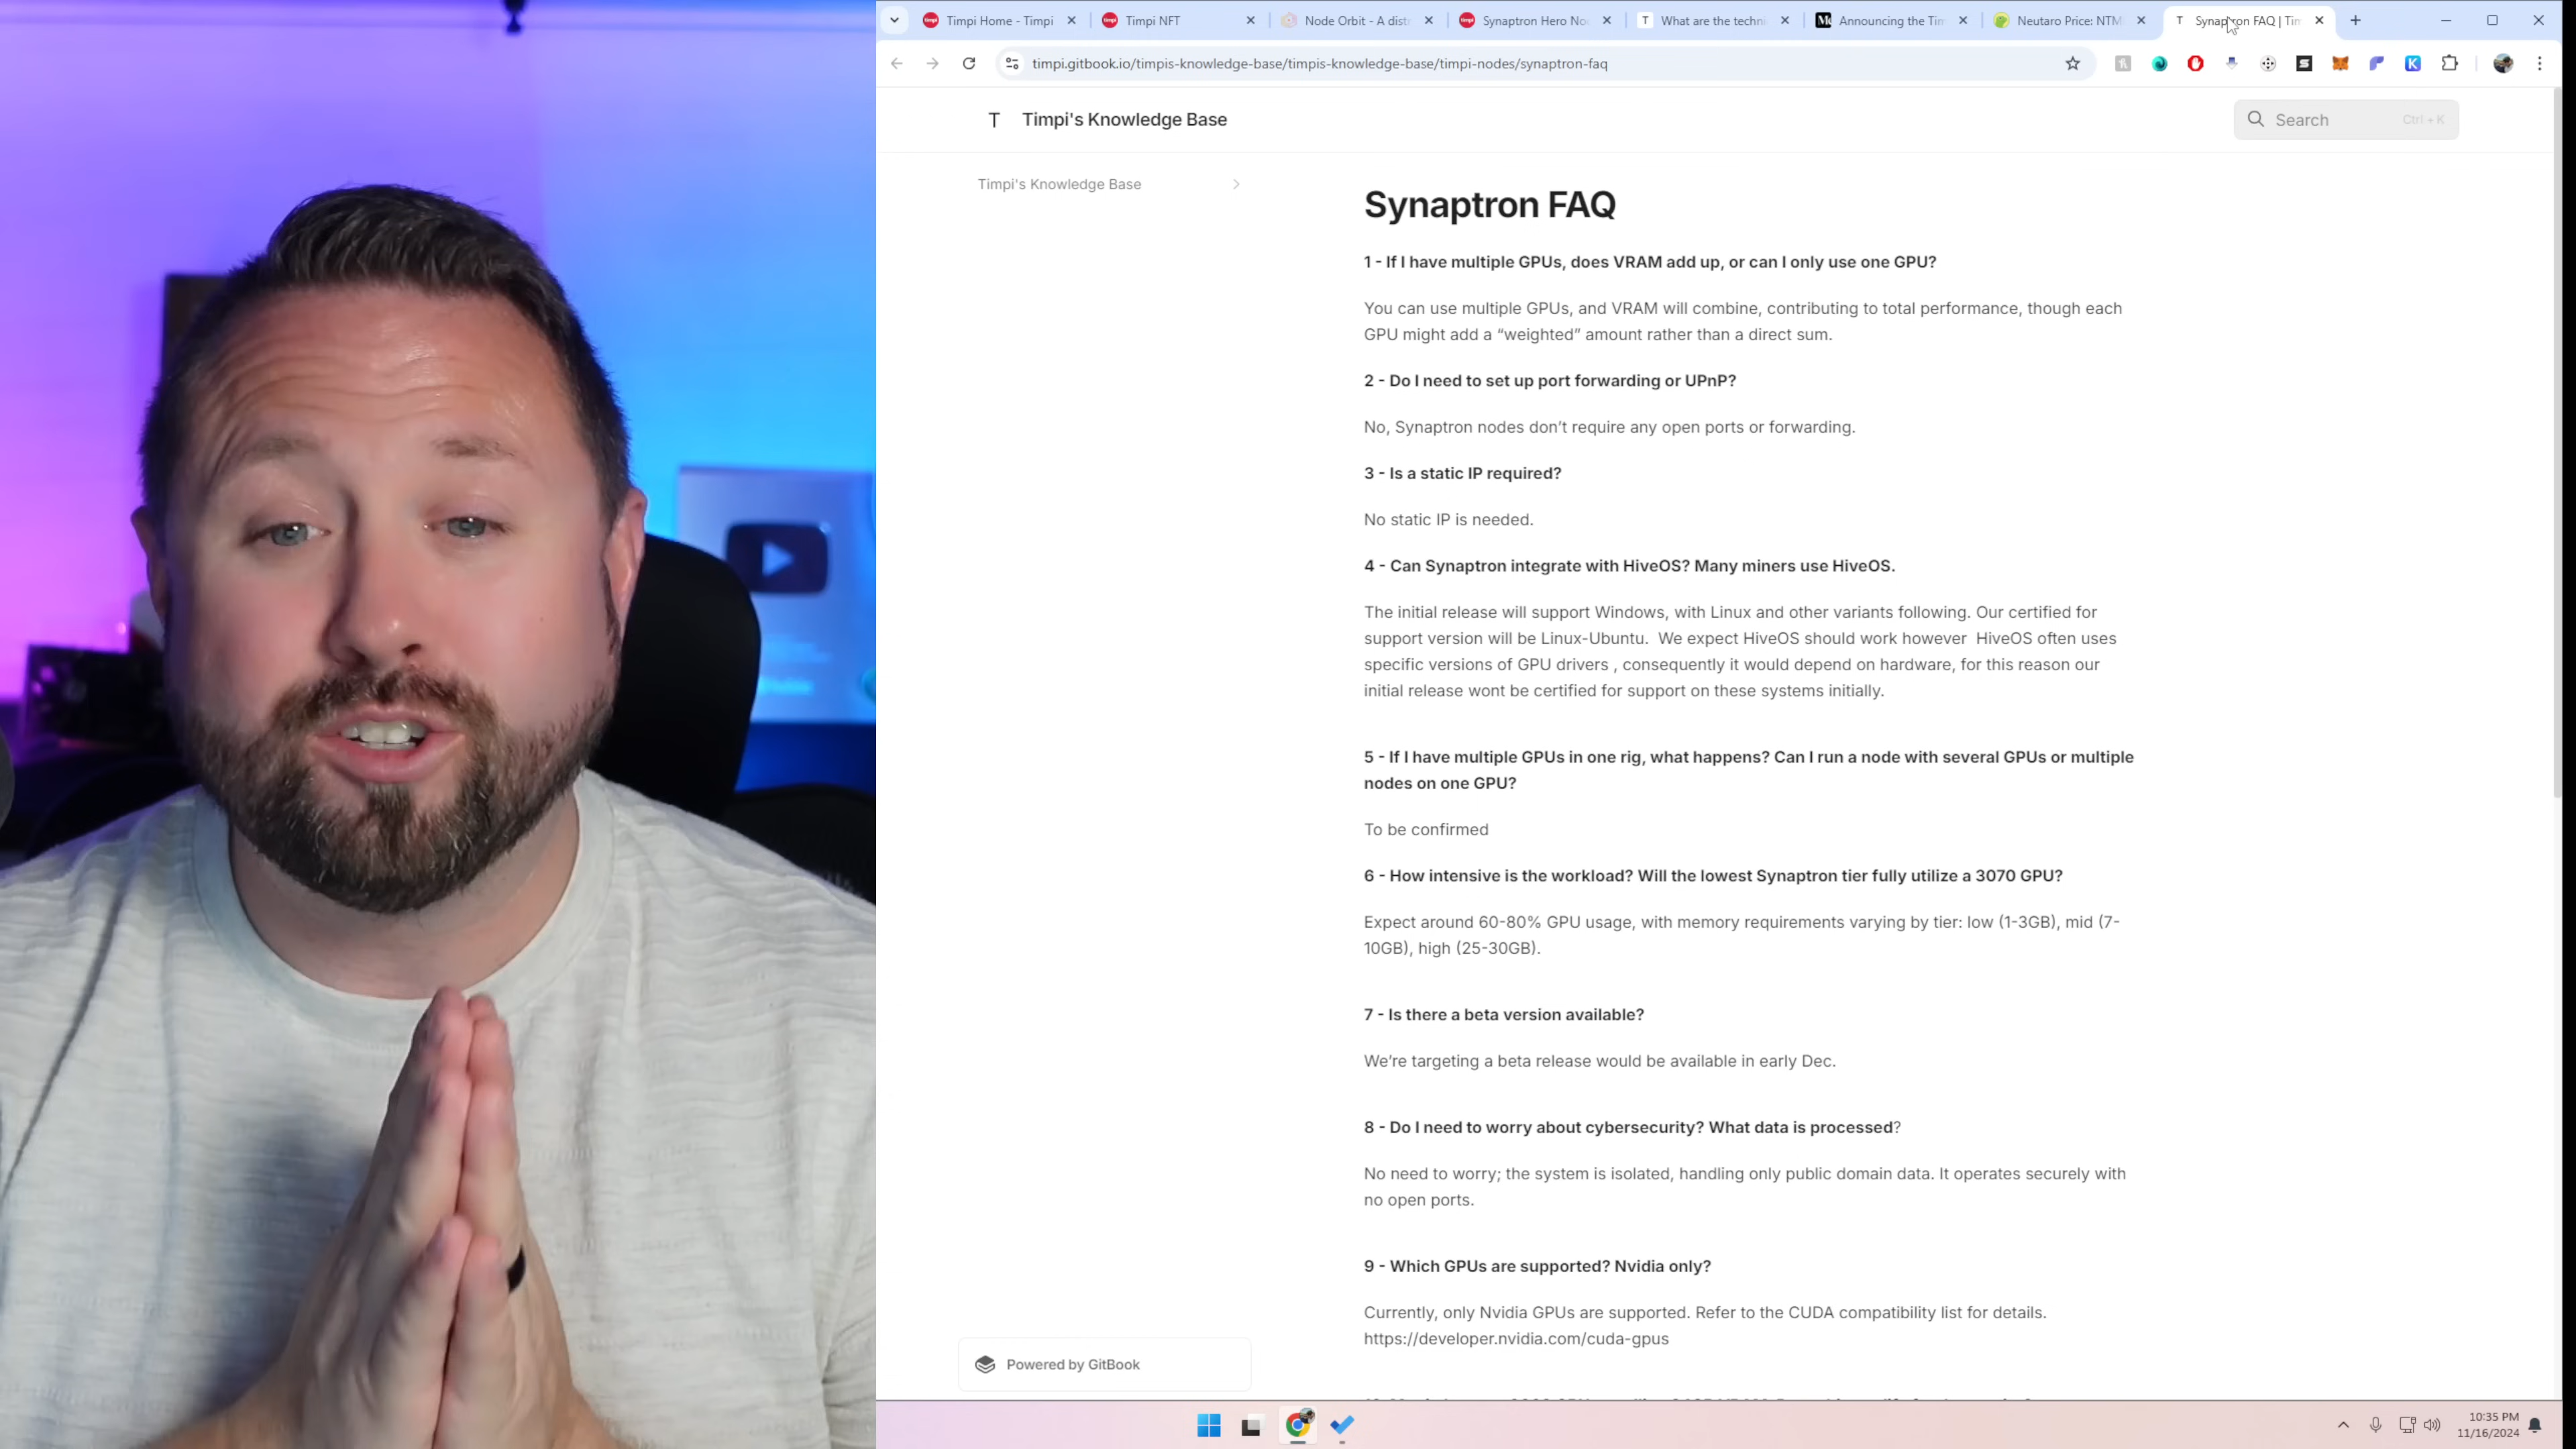 Timpi Home - Timpi
Timpi NFT
Node Orbit - A dist
Synaptron Hero No
What are the techni
Announcing the Tim
Neutaro Price: NTM
Synaptron FAQ | Tim
timpi.gitbook.io/timpis-knowledge-base/timpis-knowledge-base/timpi-nodes/synaptron-faq
T Timpi's Knowledge Base
Search Ctrl + K
Timpi's Knowledge Base
Synaptron FAQ
1 - If I have multiple GPUs, does VRAM add up, or can I only use one GPU?
You can use multiple GPUs, and VRAM will combine, contributing to total performance, though each
GPU might add a “weighted” amount rather than a direct sum.
2 - Do I need to set up port forwarding or UPnP?
No, Synaptron nodes don’t require any open ports or forwarding.
3 - Is a static IP required?
No static IP is needed.
4 - Can Synaptron integrate with HiveOS? Many miners use HiveOS.
The initial release will support Windows, with Linux and other variants following. Our certified for
support version will be Linux-Ubuntu.  We expect HiveOS should work however  HiveOS often uses
specific versions of GPU drivers , consequently it would depend on hardware, for this reason our
initial release wont be certified for support on these systems initially.
5 - If I have multiple GPUs in one rig, what happens? Can I run a node with several GPUs or multiple
nodes on one GPU?
To be confirmed
6 - How intensive is the workload? Will the lowest Synaptron tier fully utilize a 3070 GPU?
Expect around 60-80% GPU usage, with memory requirements varying by tier: low (1-3GB), mid (7-
10GB), high (25-30GB).
7 - Is there a beta version available?
We’re targeting a beta release would be available in early Dec.
8 - Do I need to worry about cybersecurity? What data is processed?
No need to worry; the system is isolated, handling only public domain data. It operates securely with
no open ports.
9 - Which GPUs are supported? Nvidia only?
Currently, only Nvidia GPUs are supported. Refer to the CUDA compatibility list for details.
https://developer.nvidia.com/cuda-gpus
Powered by GitBook
10:35 PM
11/16/2024